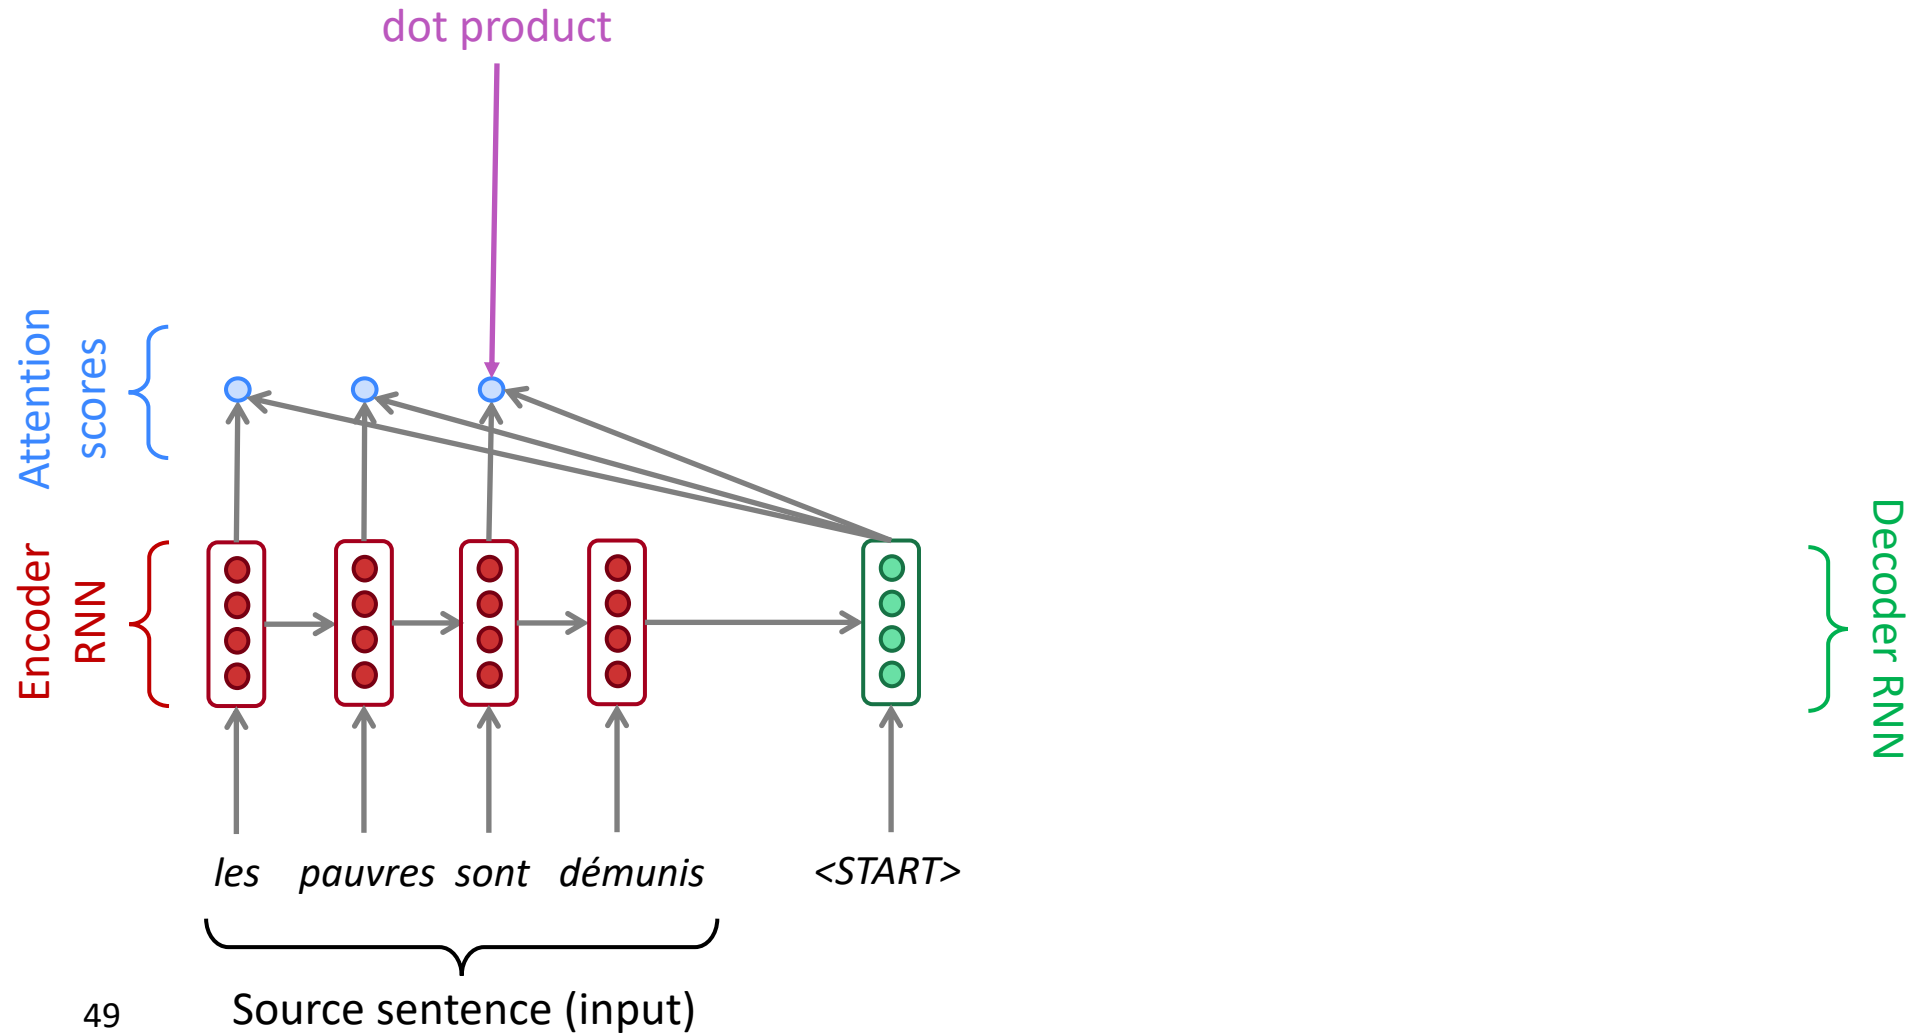 dot product
Attention
scores
Encoder
RNN
Decoder RNN
les pauvres sont démunis <START>
Source sentence (input)
49